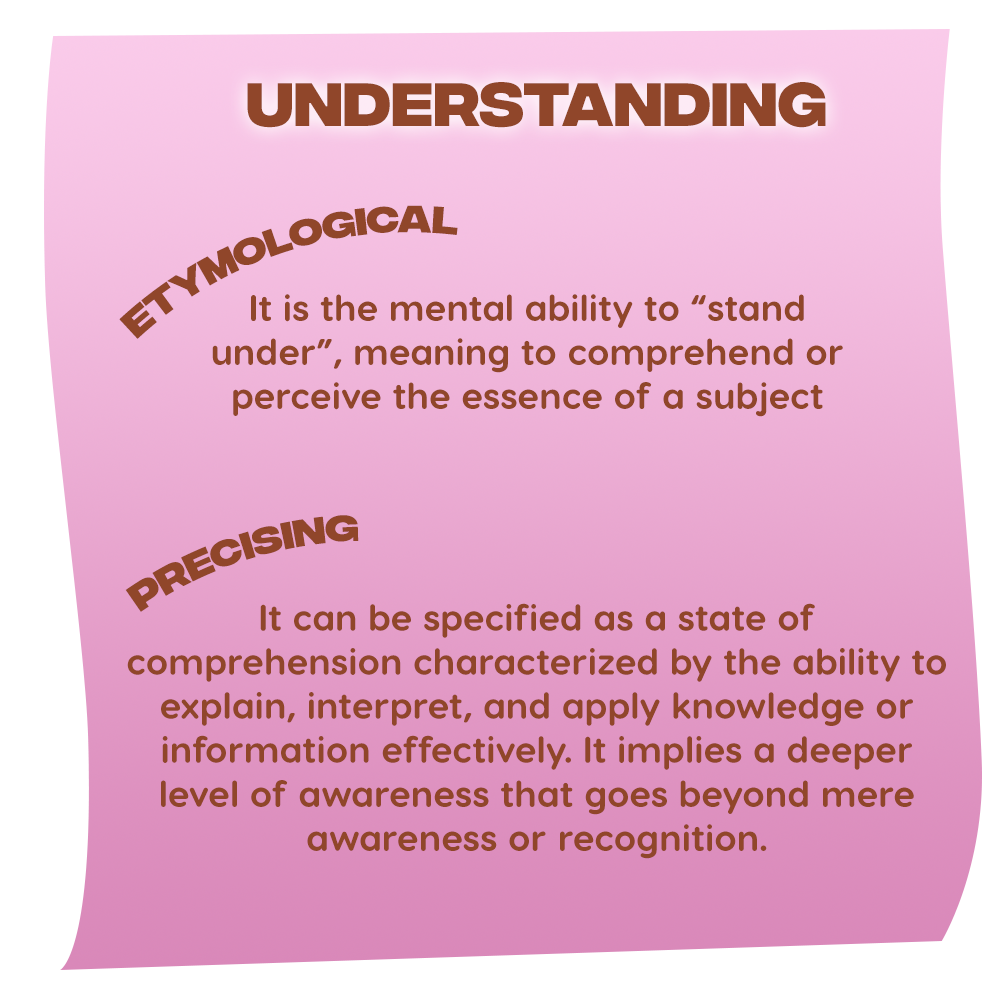 UNDERSTANDING
ETYMOLOGICAL
It is the mental ability to “stand
under”, meaning to comprehend or
perceive the essence of a subject
PRECISING
It can be specified as a state of
comprehension characterized by the ability to
explain, interpret, and apply knowledge or
information effectively. It implies a deeper
level of awareness that goes beyond mere
awareness or recognition.